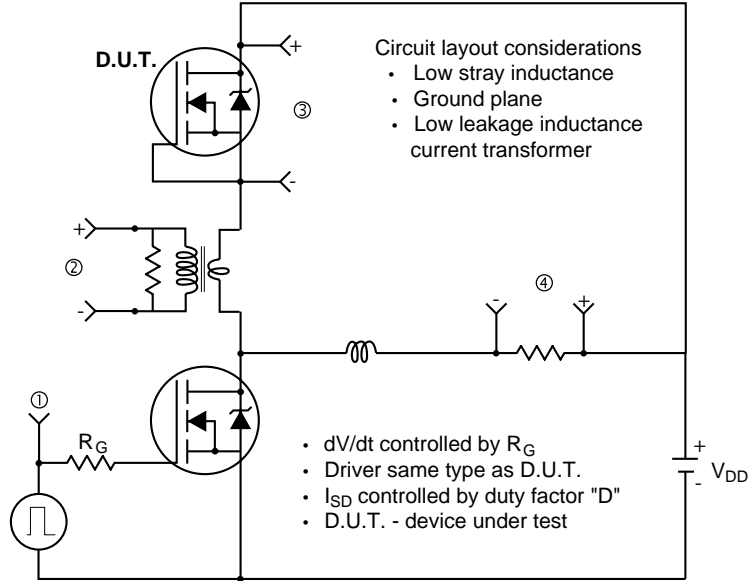 D.U.T.
+
Circuit layout considerations
• Low stray inductance
• Ground plane
• Low leakage inductance
current transformer
③
-
+
②
-
④
-
+
①
R_G
• dV/dt controlled by R_G
• Driver same type as D.U.T.
• I_SD controlled by duty factor "D"
• D.U.T. - device under test
+
V_DD
-